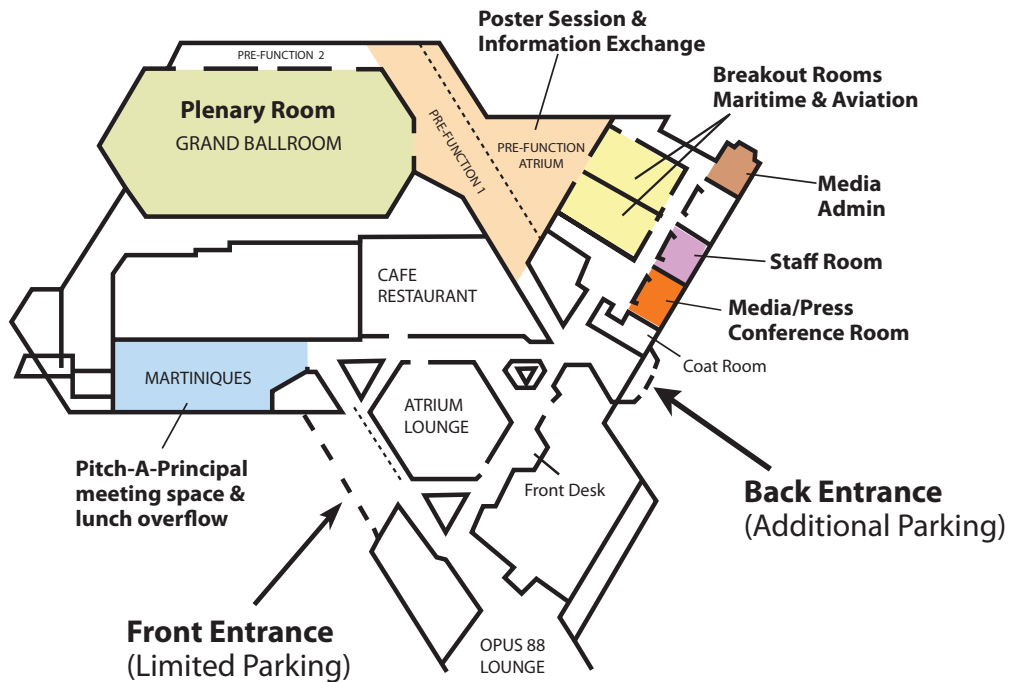 Poster Session &
Information Exchange
PRE-FUNCTION 2
Breakout Rooms
Maritime & Aviation
Plenary Room
GRAND BALLROOM
PRE-FUNCTION 1
PRE-FUNCTION
ATRIUM
Media
Admin
Staff Room
CAFE
RESTAURANT
Media/Press
Conference Room
Coat Room
MARTINIQUES
ATRIUM
LOUNGE
Pitch-A-Principal
meeting space &
lunch overflow
Front Desk
Back Entrance
(Additional Parking)
Front Entrance
(Limited Parking)
OPUS 88
LOUNGE